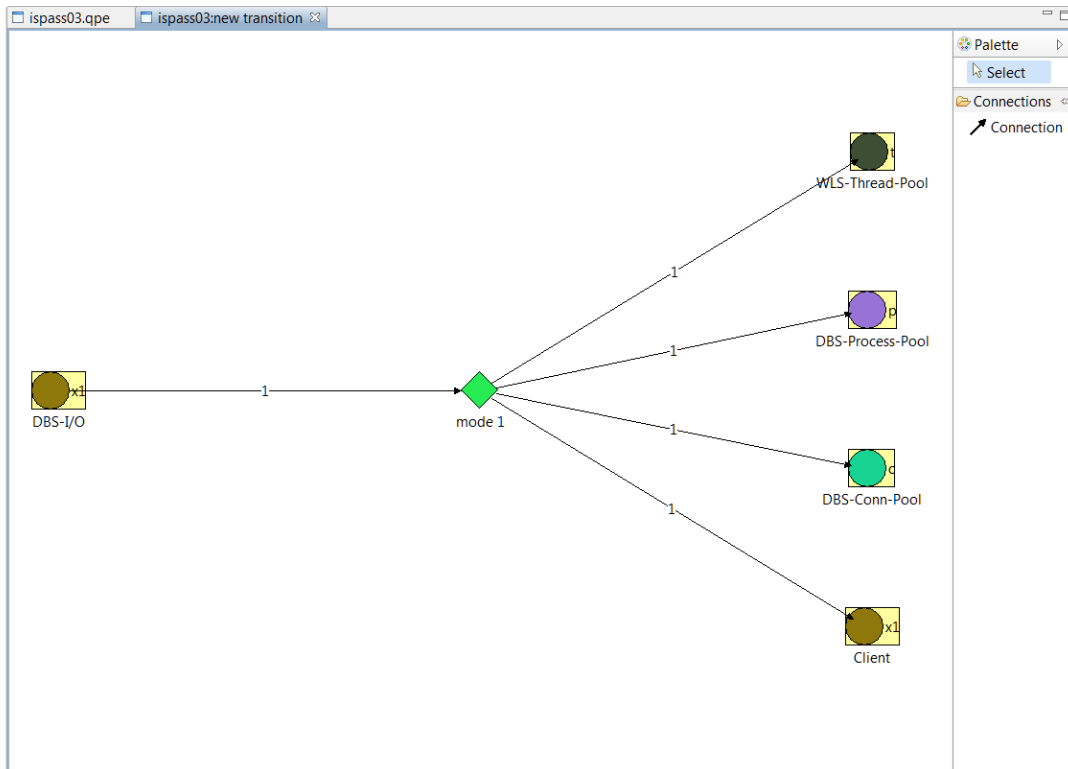 ispass03.qpe
ispass03:new transition
Palette
Select
Connections
Connection
t
WLS-Thread-Pool
1
p
DBS-Process-Pool
1
x1
DBS-I/O
1
mode 1
1
c
DBS-Conn-Pool
1
x1
Client